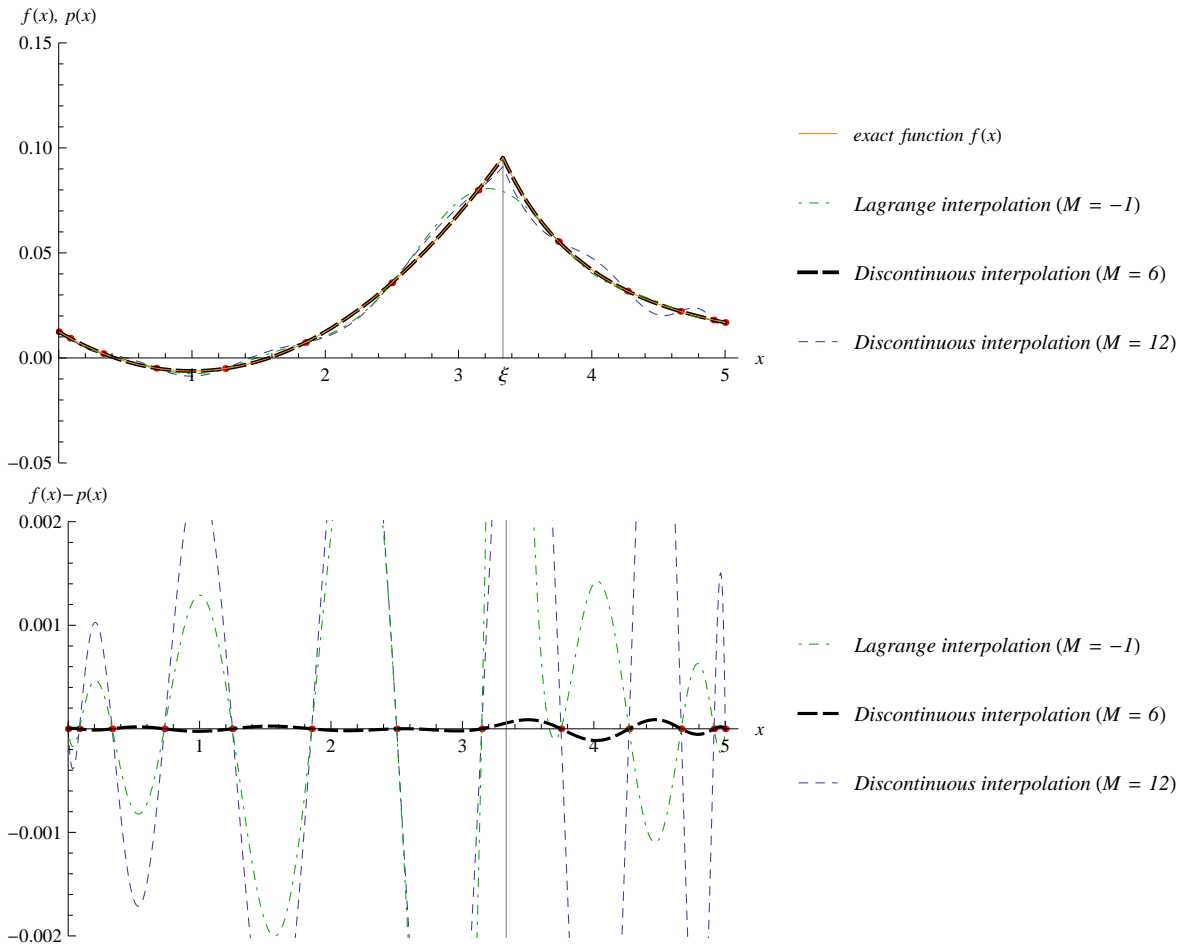 f(x), p(x)
0.15
0.10
0.05
0.00
−0.05
1
2
3
ξ
4
5
x
exact function f(x)
Lagrange interpolation (M = −1)
Discontinuous interpolation (M = 6)
Discontinuous interpolation (M = 12)
f(x)−p(x)
0.002
0.001
−0.001
−0.002
1
2
3
4
5
x
Lagrange interpolation (M = −1)
Discontinuous interpolation (M = 6)
Discontinuous interpolation (M = 12)